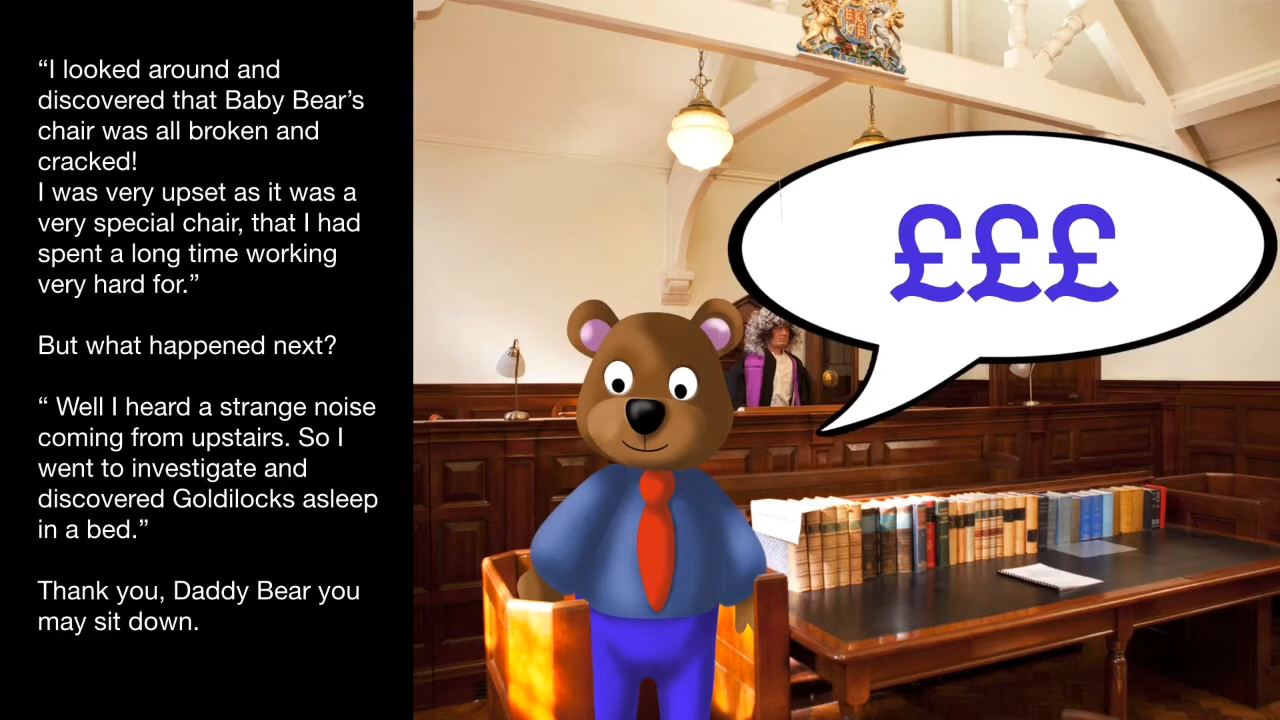 “I looked around and
discovered that Baby Bear’s
chair was all broken and
cracked!
I was very upset as it was a
very special chair, that I had
spent a long time working
very hard for.”
But what happened next?
“ Well I heard a strange noise
coming from upstairs. So I
went to investigate and
discovered Goldilocks asleep
in a bed.”
Thank you, Daddy Bear you
may sit down.
£££